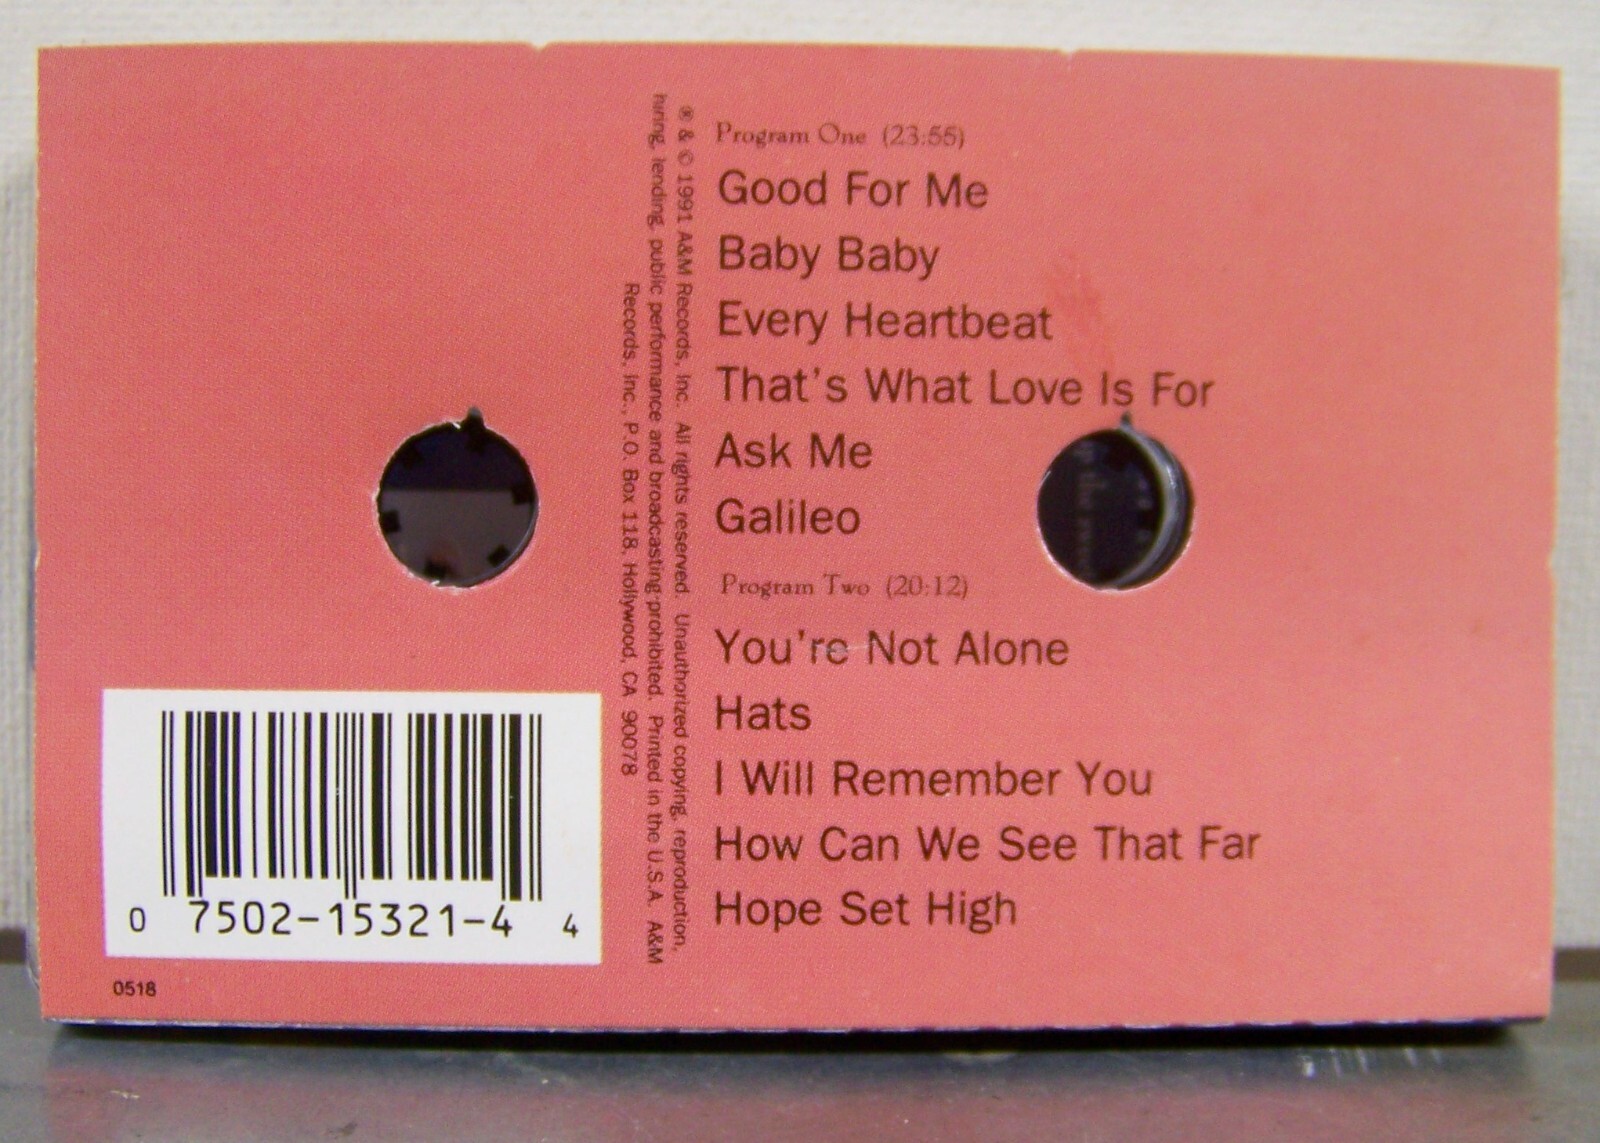 Program One (23:55)
Good For Me
Baby Baby
Every Heartbeat
That's What Love Is For
Ask Me
Galileo
Program Two (20:12)
You're Not Alone
Hats
I Will Remember You
How Can We See That Far
Hope Set High
℗ & © 1991 A&M Records, Inc. All rights reserved. Unauthorized copying, reproduction,
hiring, lending, public performance and broadcasting prohibited. Printed in the U.S.A. A&M
Records, Inc., P.O. Box 118, Hollywood, CA 90078
0 7502-15321-4 4
0518